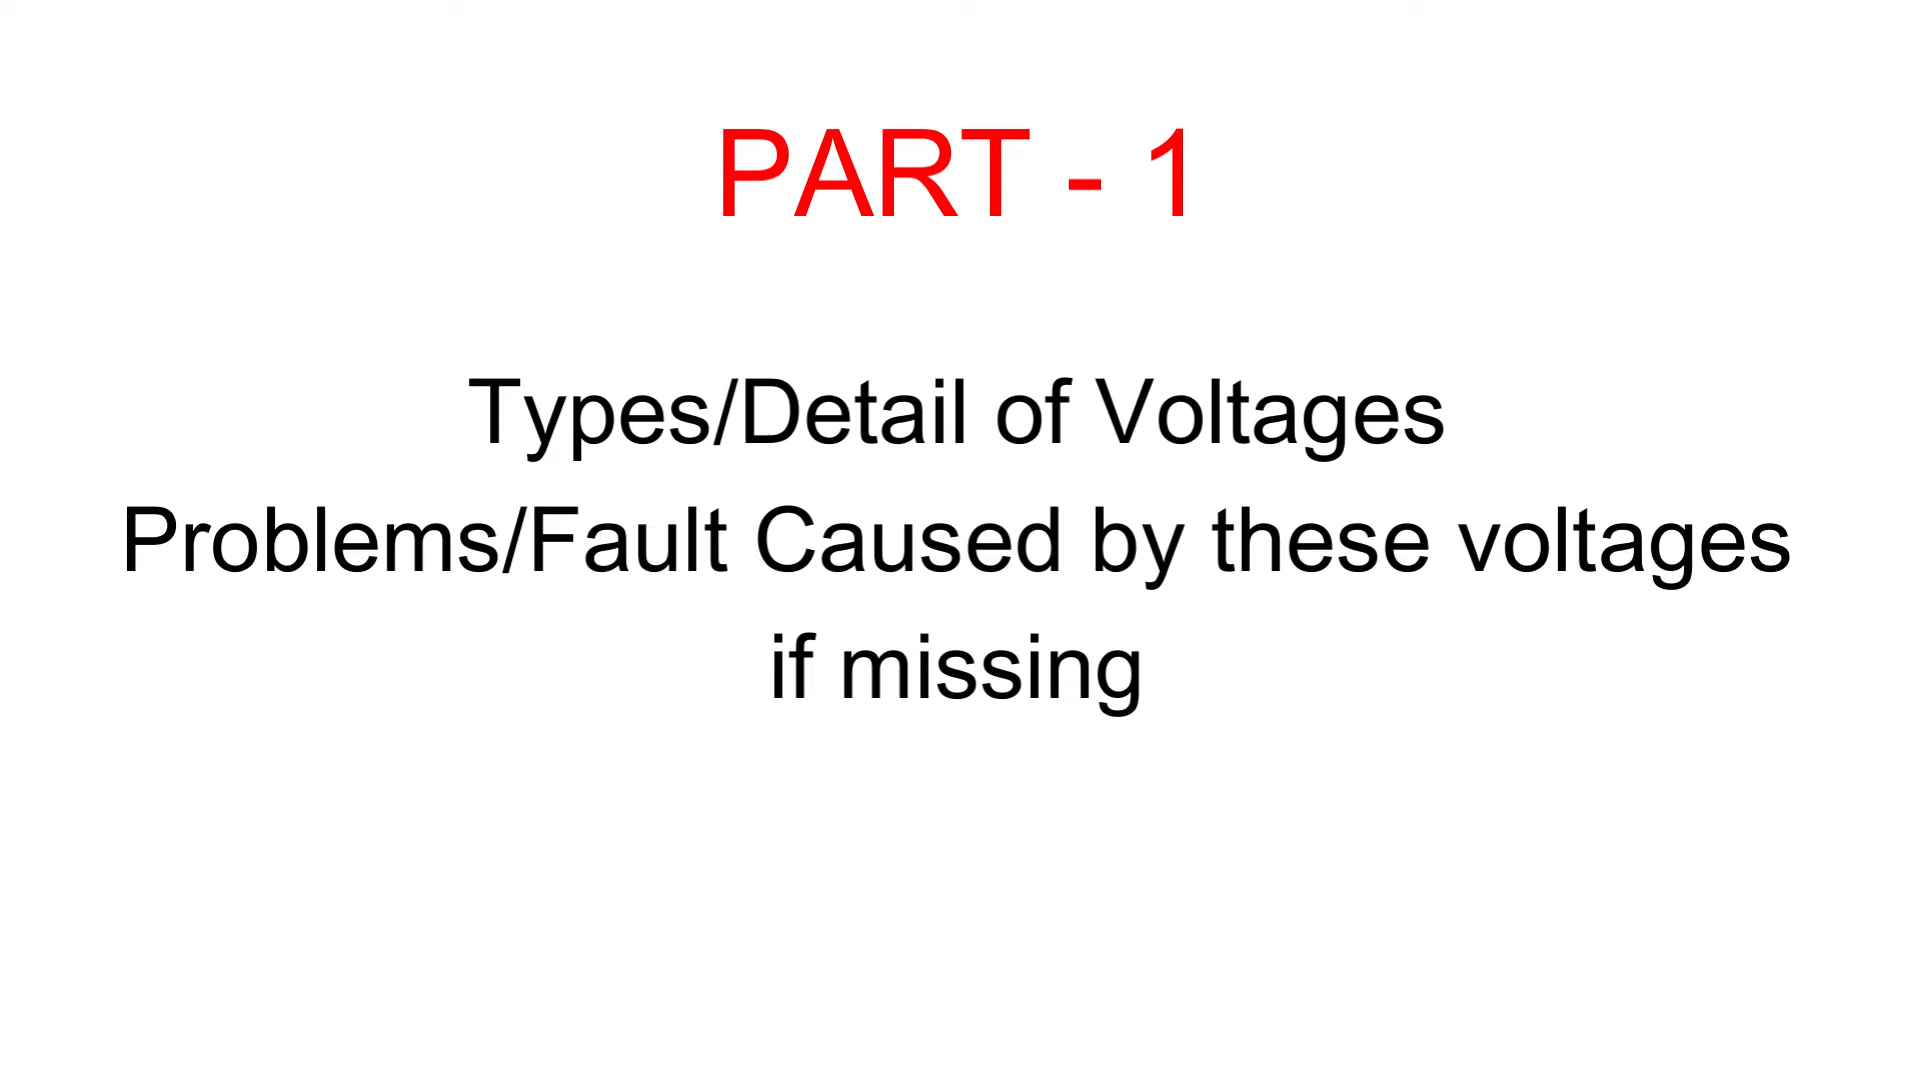 PART - 1
Types/Detail of Voltages
Problems/Fault Caused by these voltages
if missing